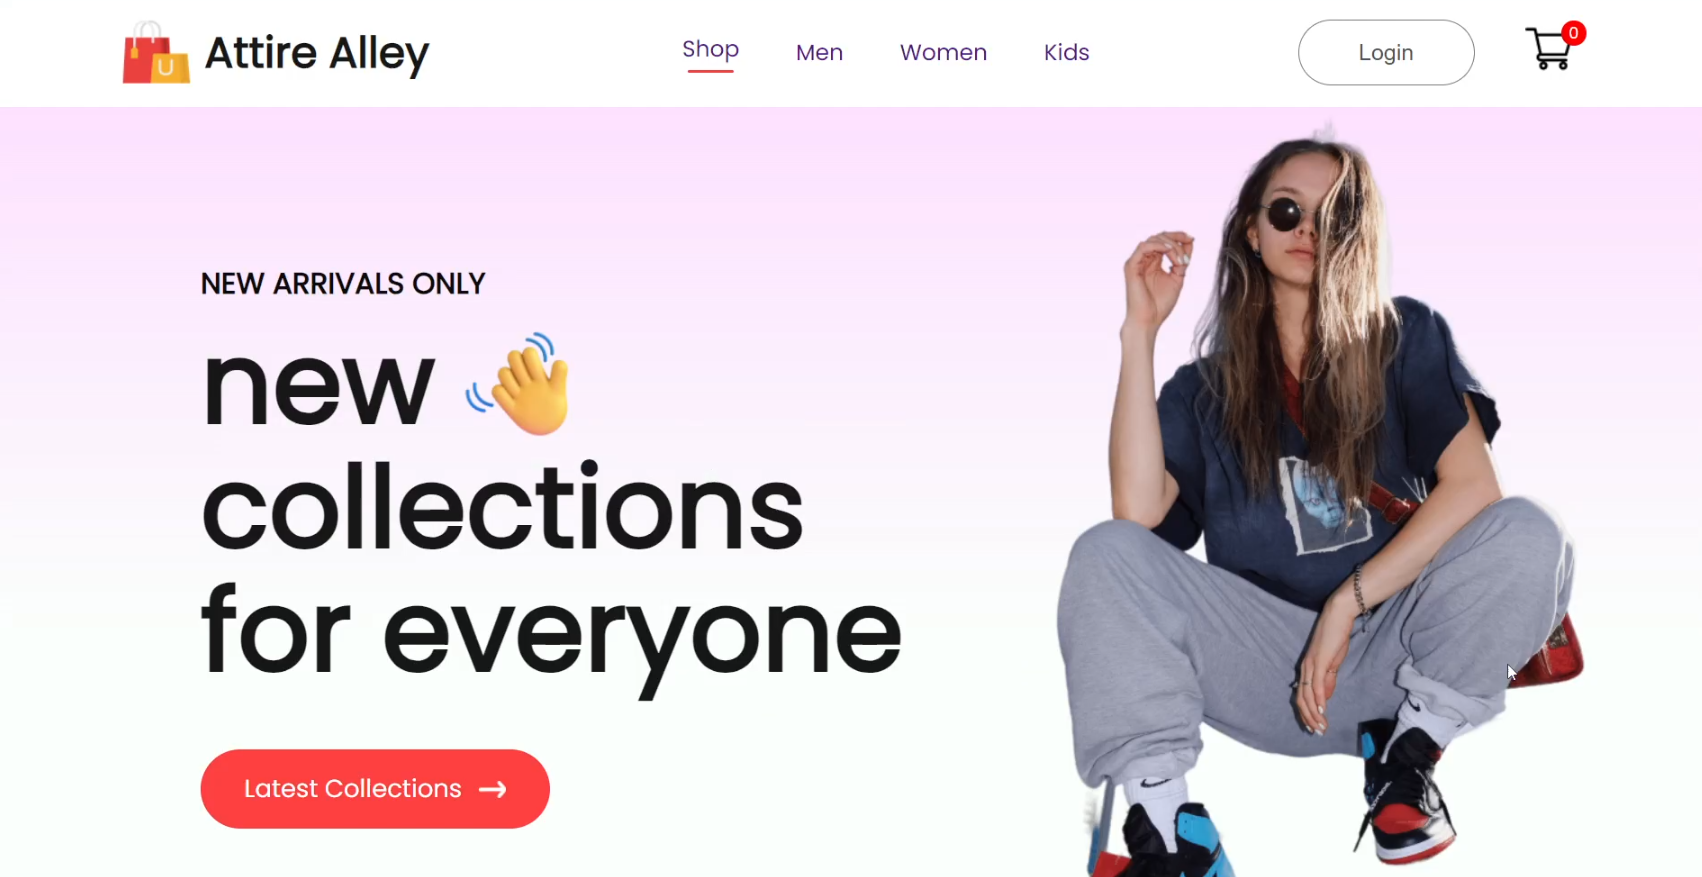 Attire Alley
Shop Men Women Kids
Login
0
NEW ARRIVALS ONLY
new
collections
for everyone
Latest Collections →